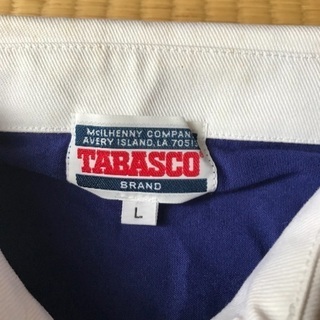 McILHENNY COMPANY
AVERY ISLAND, LA 70513
TABASCO
BRAND
L